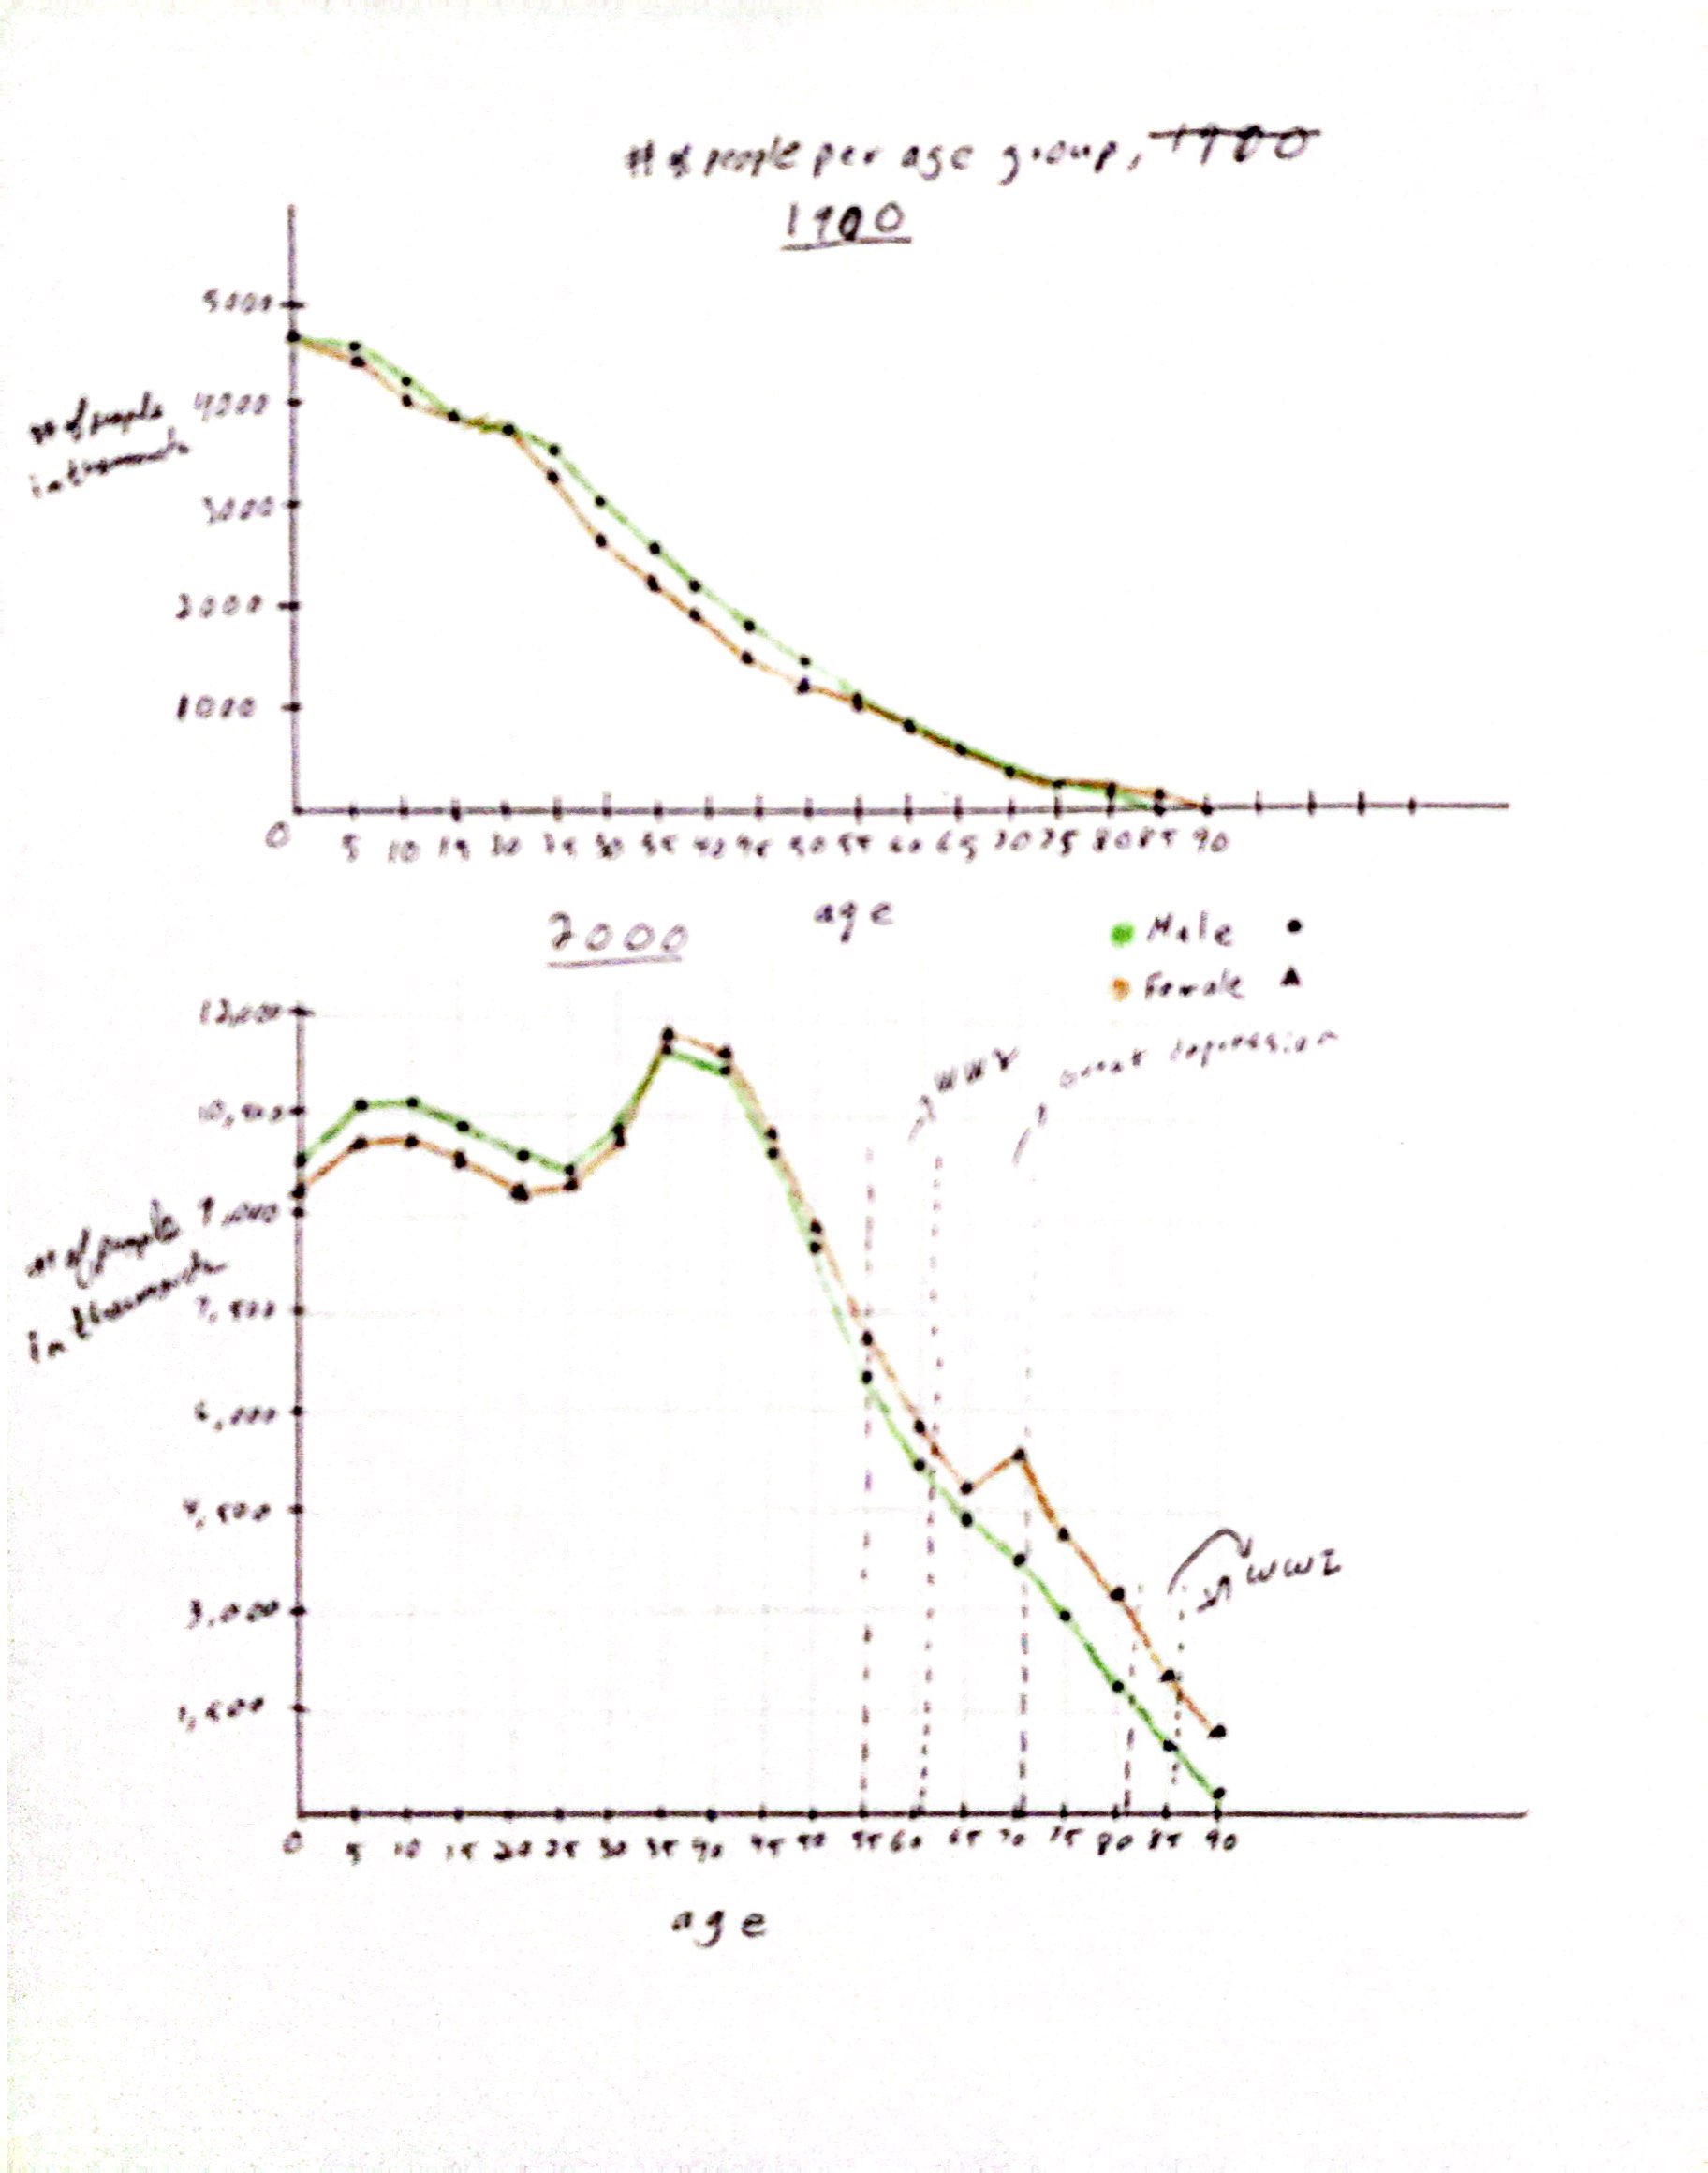 # of people per age group, 1900
1900
5000
# of people
in thousands
4000
3000
2000
1000
0 5 10 15 20 25 30 35 40 45 50 55 60 65 70 75 80 85 90
age
2000
Male
Female
12,000
WW2
Great depression
10,500
# of people
in thousands
9,000
7,500
6,000
4,500
WWI
3,000
1,500
0 5 10 15 20 25 30 35 40 45 50 55 60 65 70 75 80 85 90
age